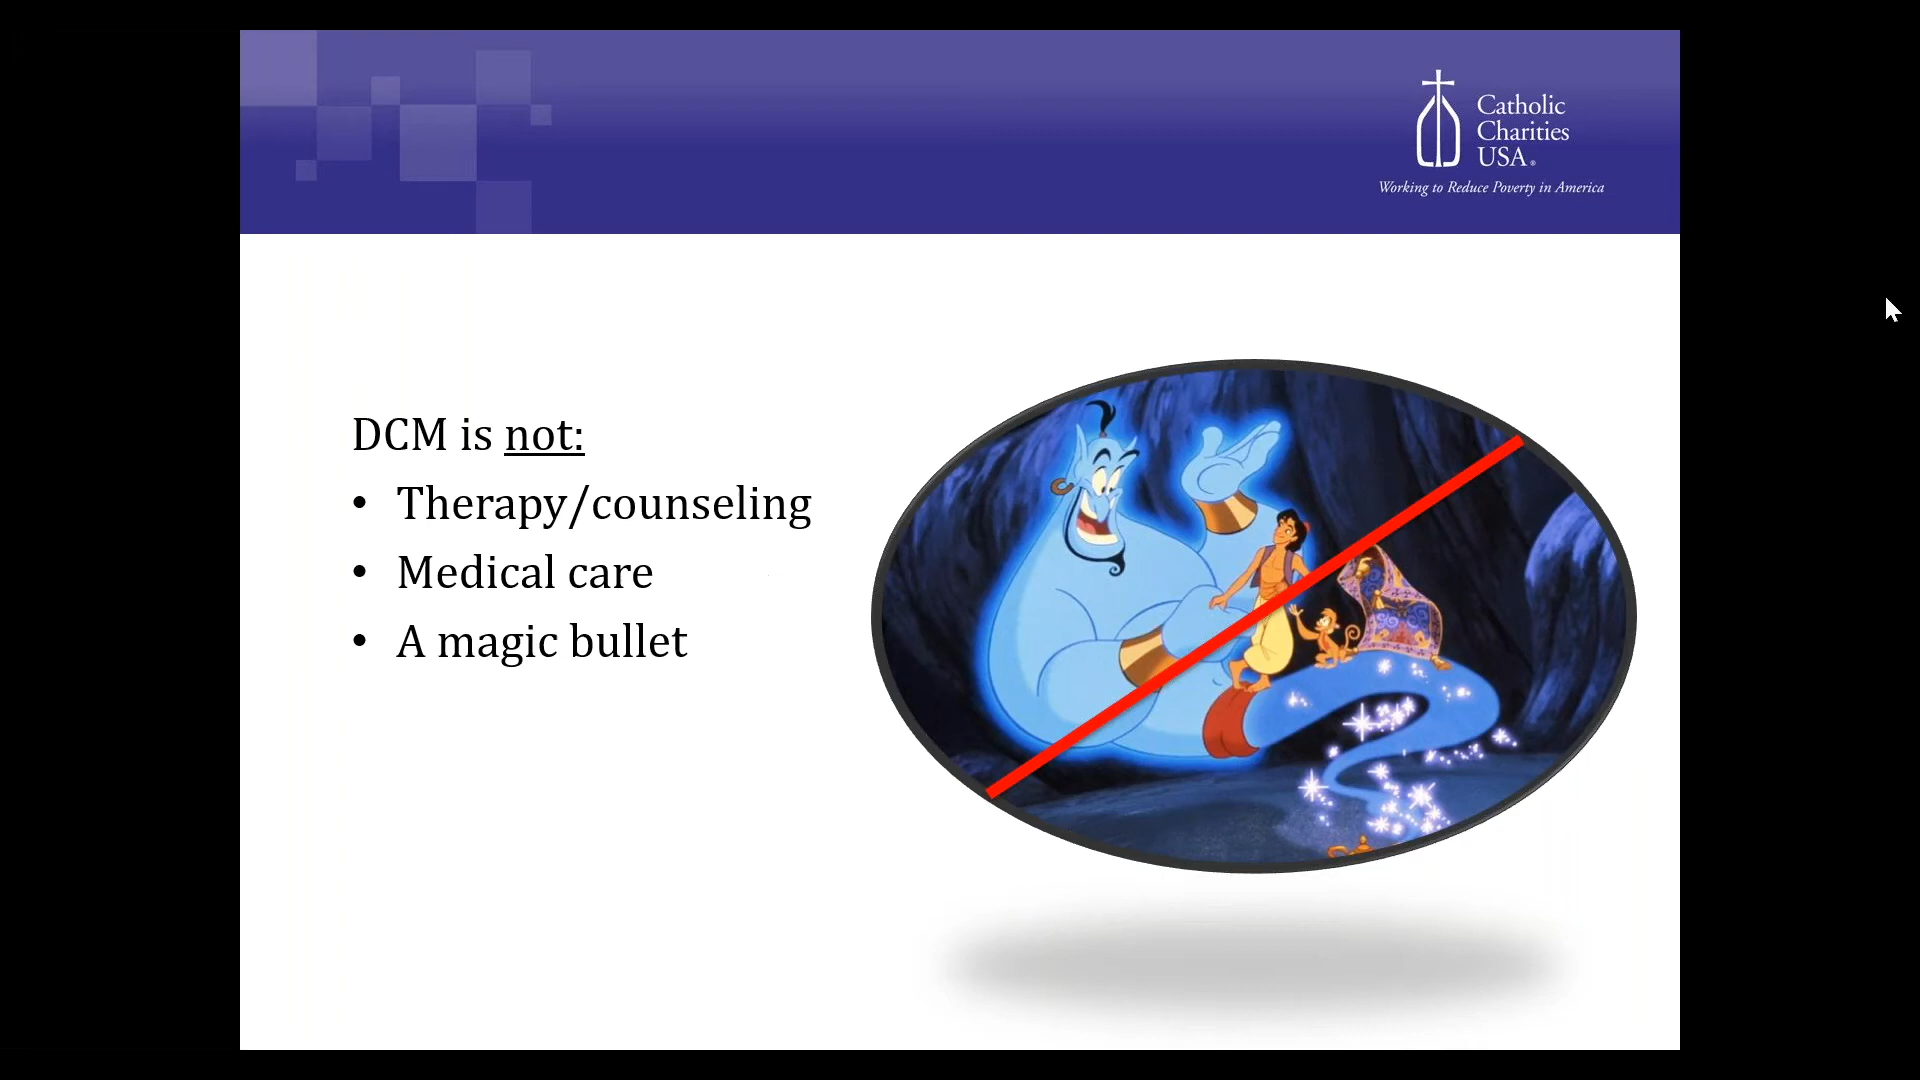 Catholic
Charities
USA®
Working to Reduce Poverty in America
DCM is not:
• Therapy/counseling
• Medical care
• A magic bullet